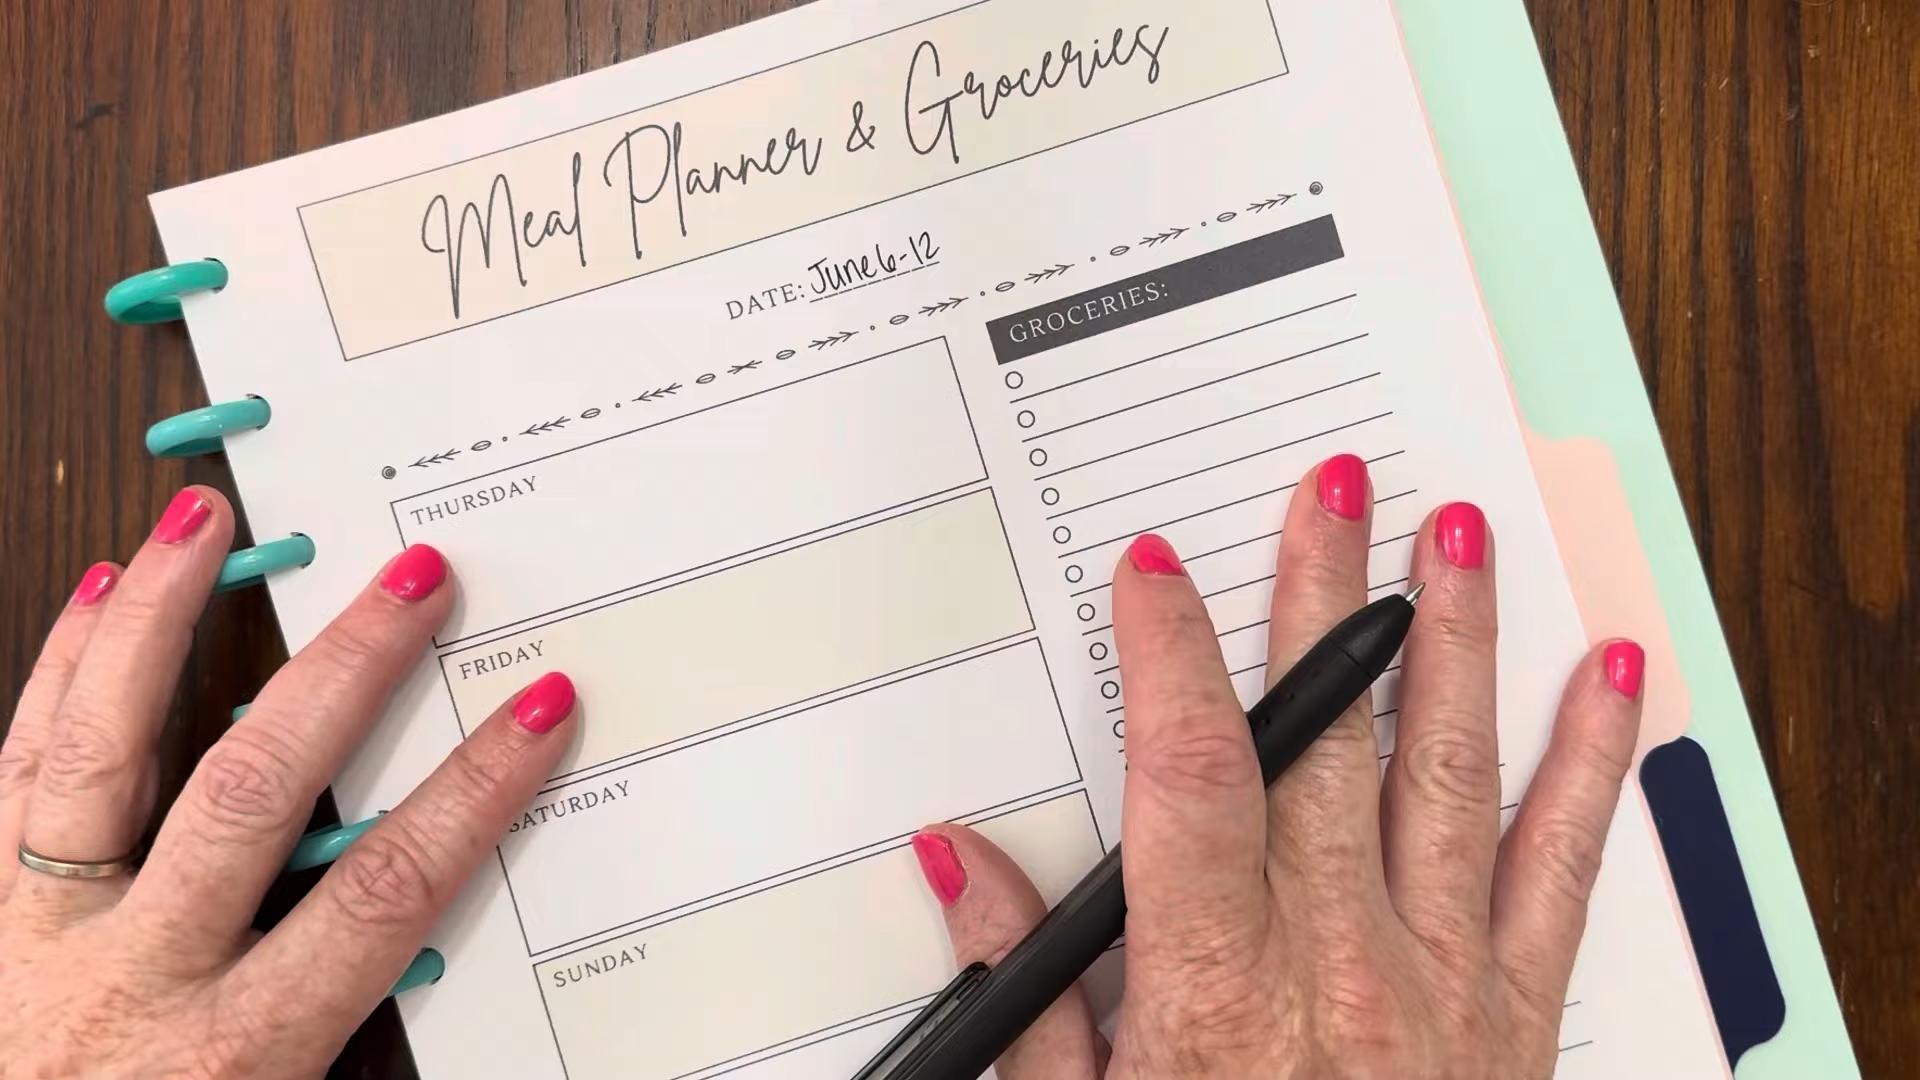 Meal Planner & Groceries
DATE: June 6-12
GROCERIES:
THURSDAY
FRIDAY
SATURDAY
SUNDAY